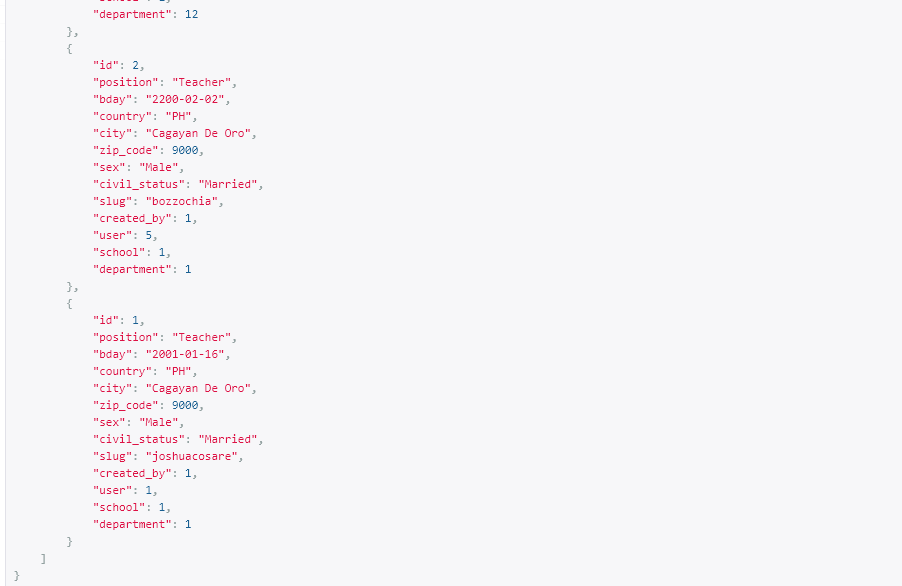 "department": 12
},
{
"id": 2,
"position": "Teacher",
"bday": "2200-02-02",
"country": "PH",
"city": "Cagayan De Oro",
"zip_code": 9000,
"sex": "Male",
"civil_status": "Married",
"slug": "bozzochia",
"created_by": 1,
"user": 5,
"school": 1,
"department": 1
},
{
"id": 1,
"position": "Teacher",
"bday": "2001-01-16",
"country": "PH",
"city": "Cagayan De Oro",
"zip_code": 9000,
"sex": "Male",
"civil_status": "Married",
"slug": "joshuacosare",
"created_by": 1,
"user": 1,
"school": 1,
"department": 1
}
]
}